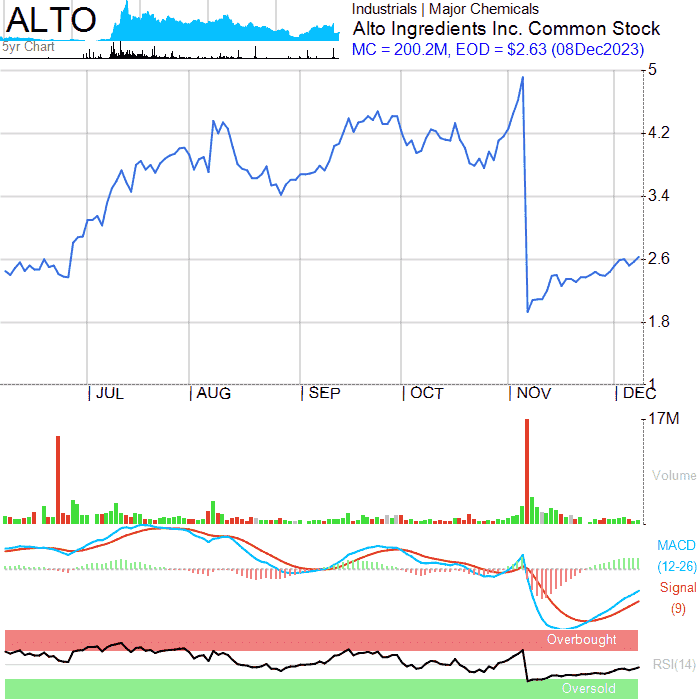 ALTO
5yr Chart
Industrials | Major Chemicals
Alto Ingredients Inc. Common Stock
MC = 200.2M, EOD = $2.63 (08Dec2023)
5
4.2
3.4
2.6
1.8
1
JUL AUG SEP OCT NOV DEC
17M
Volume
MACD
(12-26)
Signal
(9)
Overbought
RSI(14)
Oversold